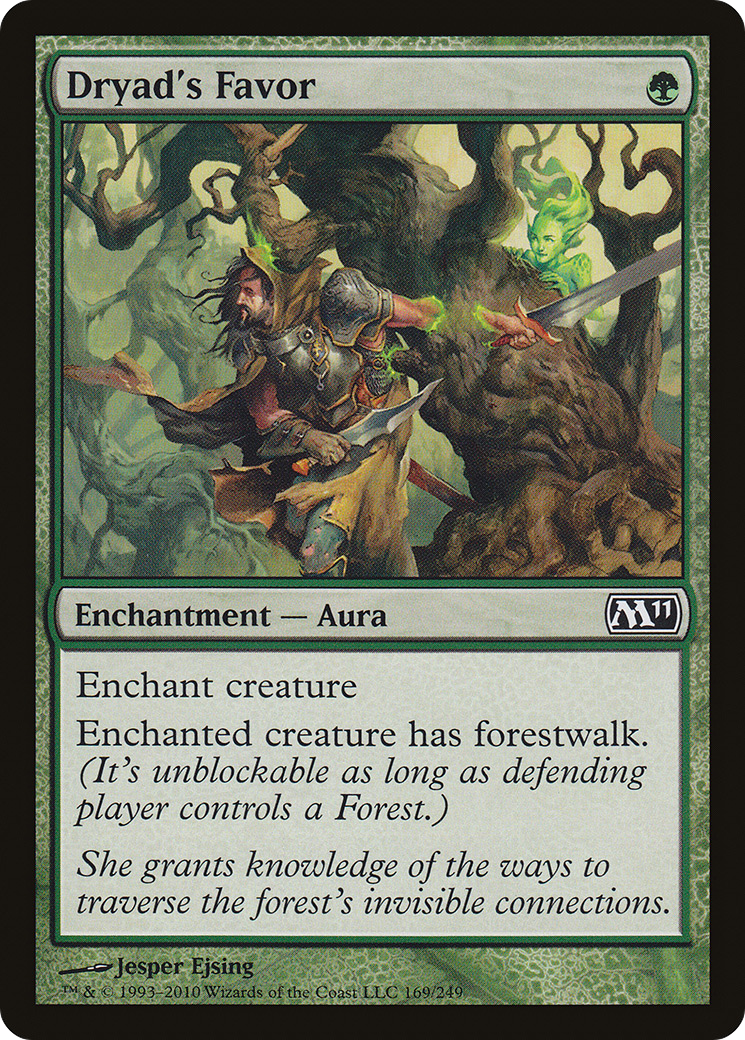 Dryad's Favor
Enchantment — Aura
M11
Enchant creature
Enchanted creature has forestwalk.
(It's unblockable as long as defending
player controls a Forest.)
She grants knowledge of the ways to
traverse the forest's invisible connections.
Jesper Ejsing
™ & © 1993–2010 Wizards of the Coast LLC 169/249